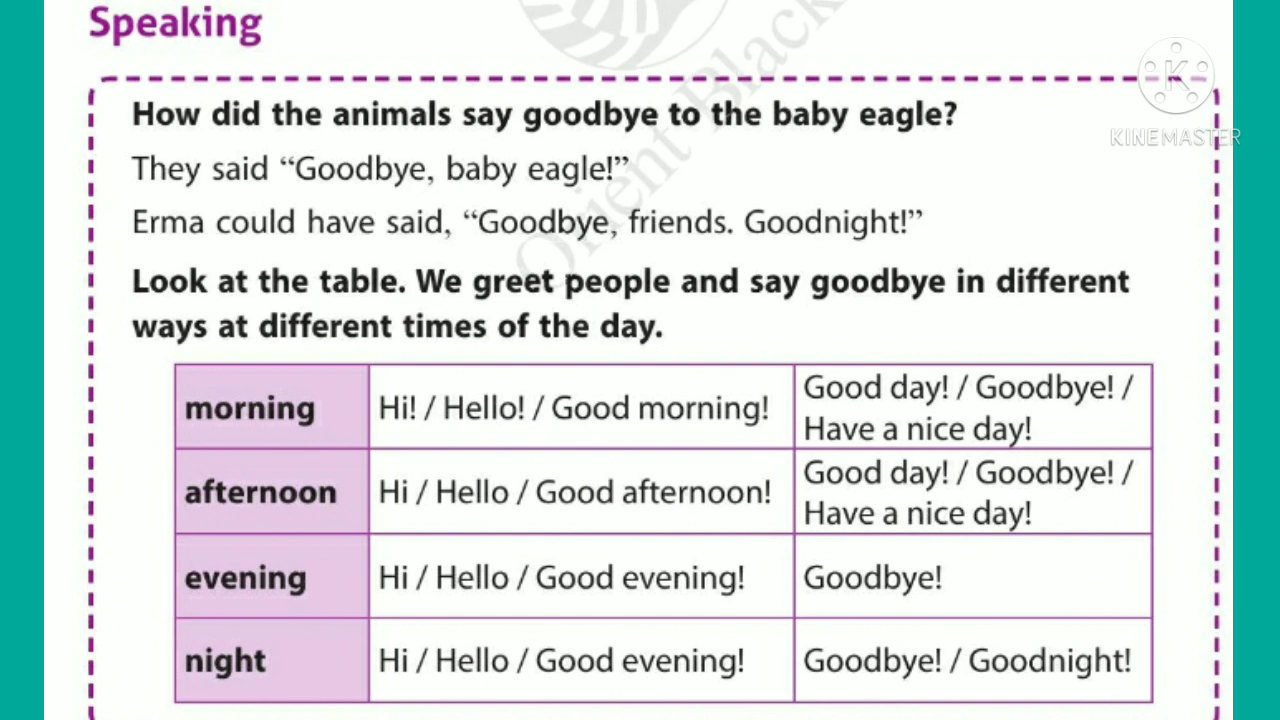 Speaking
How did the animals say goodbye to the baby eagle?
They said “Goodbye, baby eagle!”
Erma could have said, “Goodbye, friends. Goodnight!”
Look at the table. We greet people and say goodbye in different
ways at different times of the day.
morning Hi! / Hello! / Good morning! Good day! / Goodbye! /
Have a nice day!
afternoon Hi / Hello / Good afternoon! Good day! / Goodbye! /
Have a nice day!
evening Hi / Hello / Good evening! Goodbye!
night Hi / Hello / Good evening! Goodbye! / Goodnight!
K
KINEMASTER
Orient Black